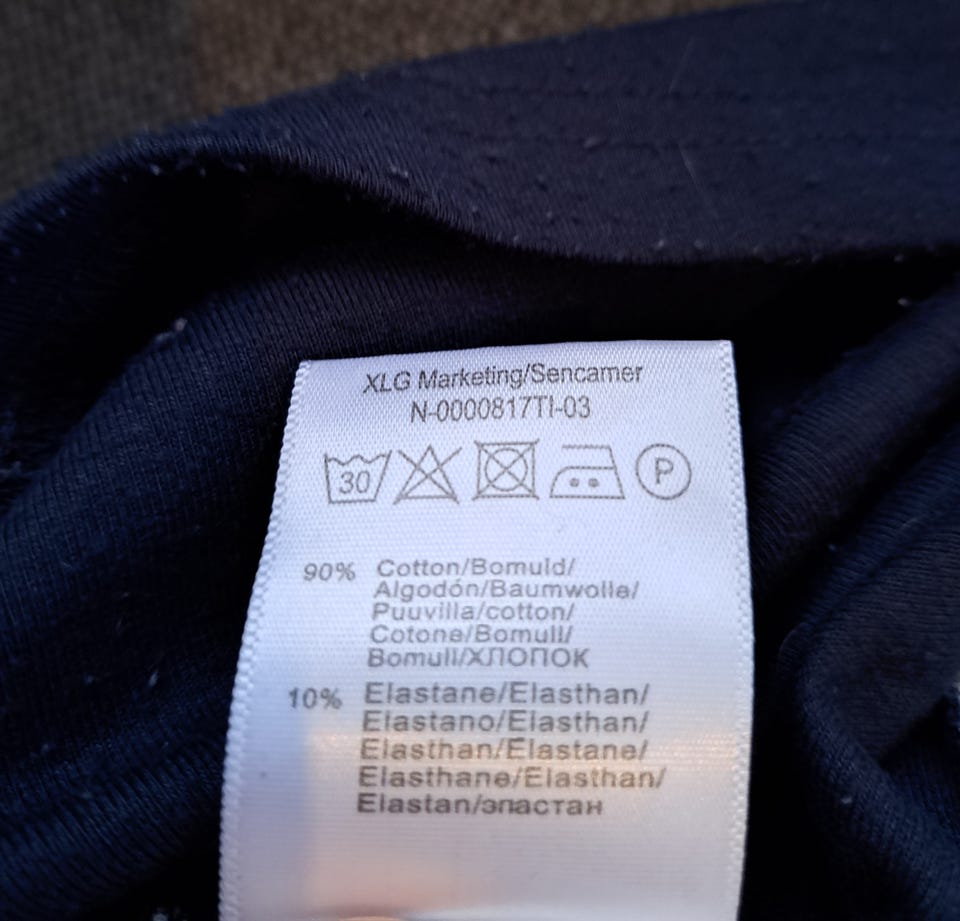 XLG Marketing/Sencamer
N-0000817TI-03
30 P
90% Cotton/Bomuld/
Algodón/Baumwolle/
Puuvilla/cotton/
Cotone/Bomull/
Bomull/ХЛОПОК
10% Elastane/Elasthan/
Elastano/Elasthan/
Elasthan/Elastane/
Elasthane/Elasthan/
Elastan/эластан